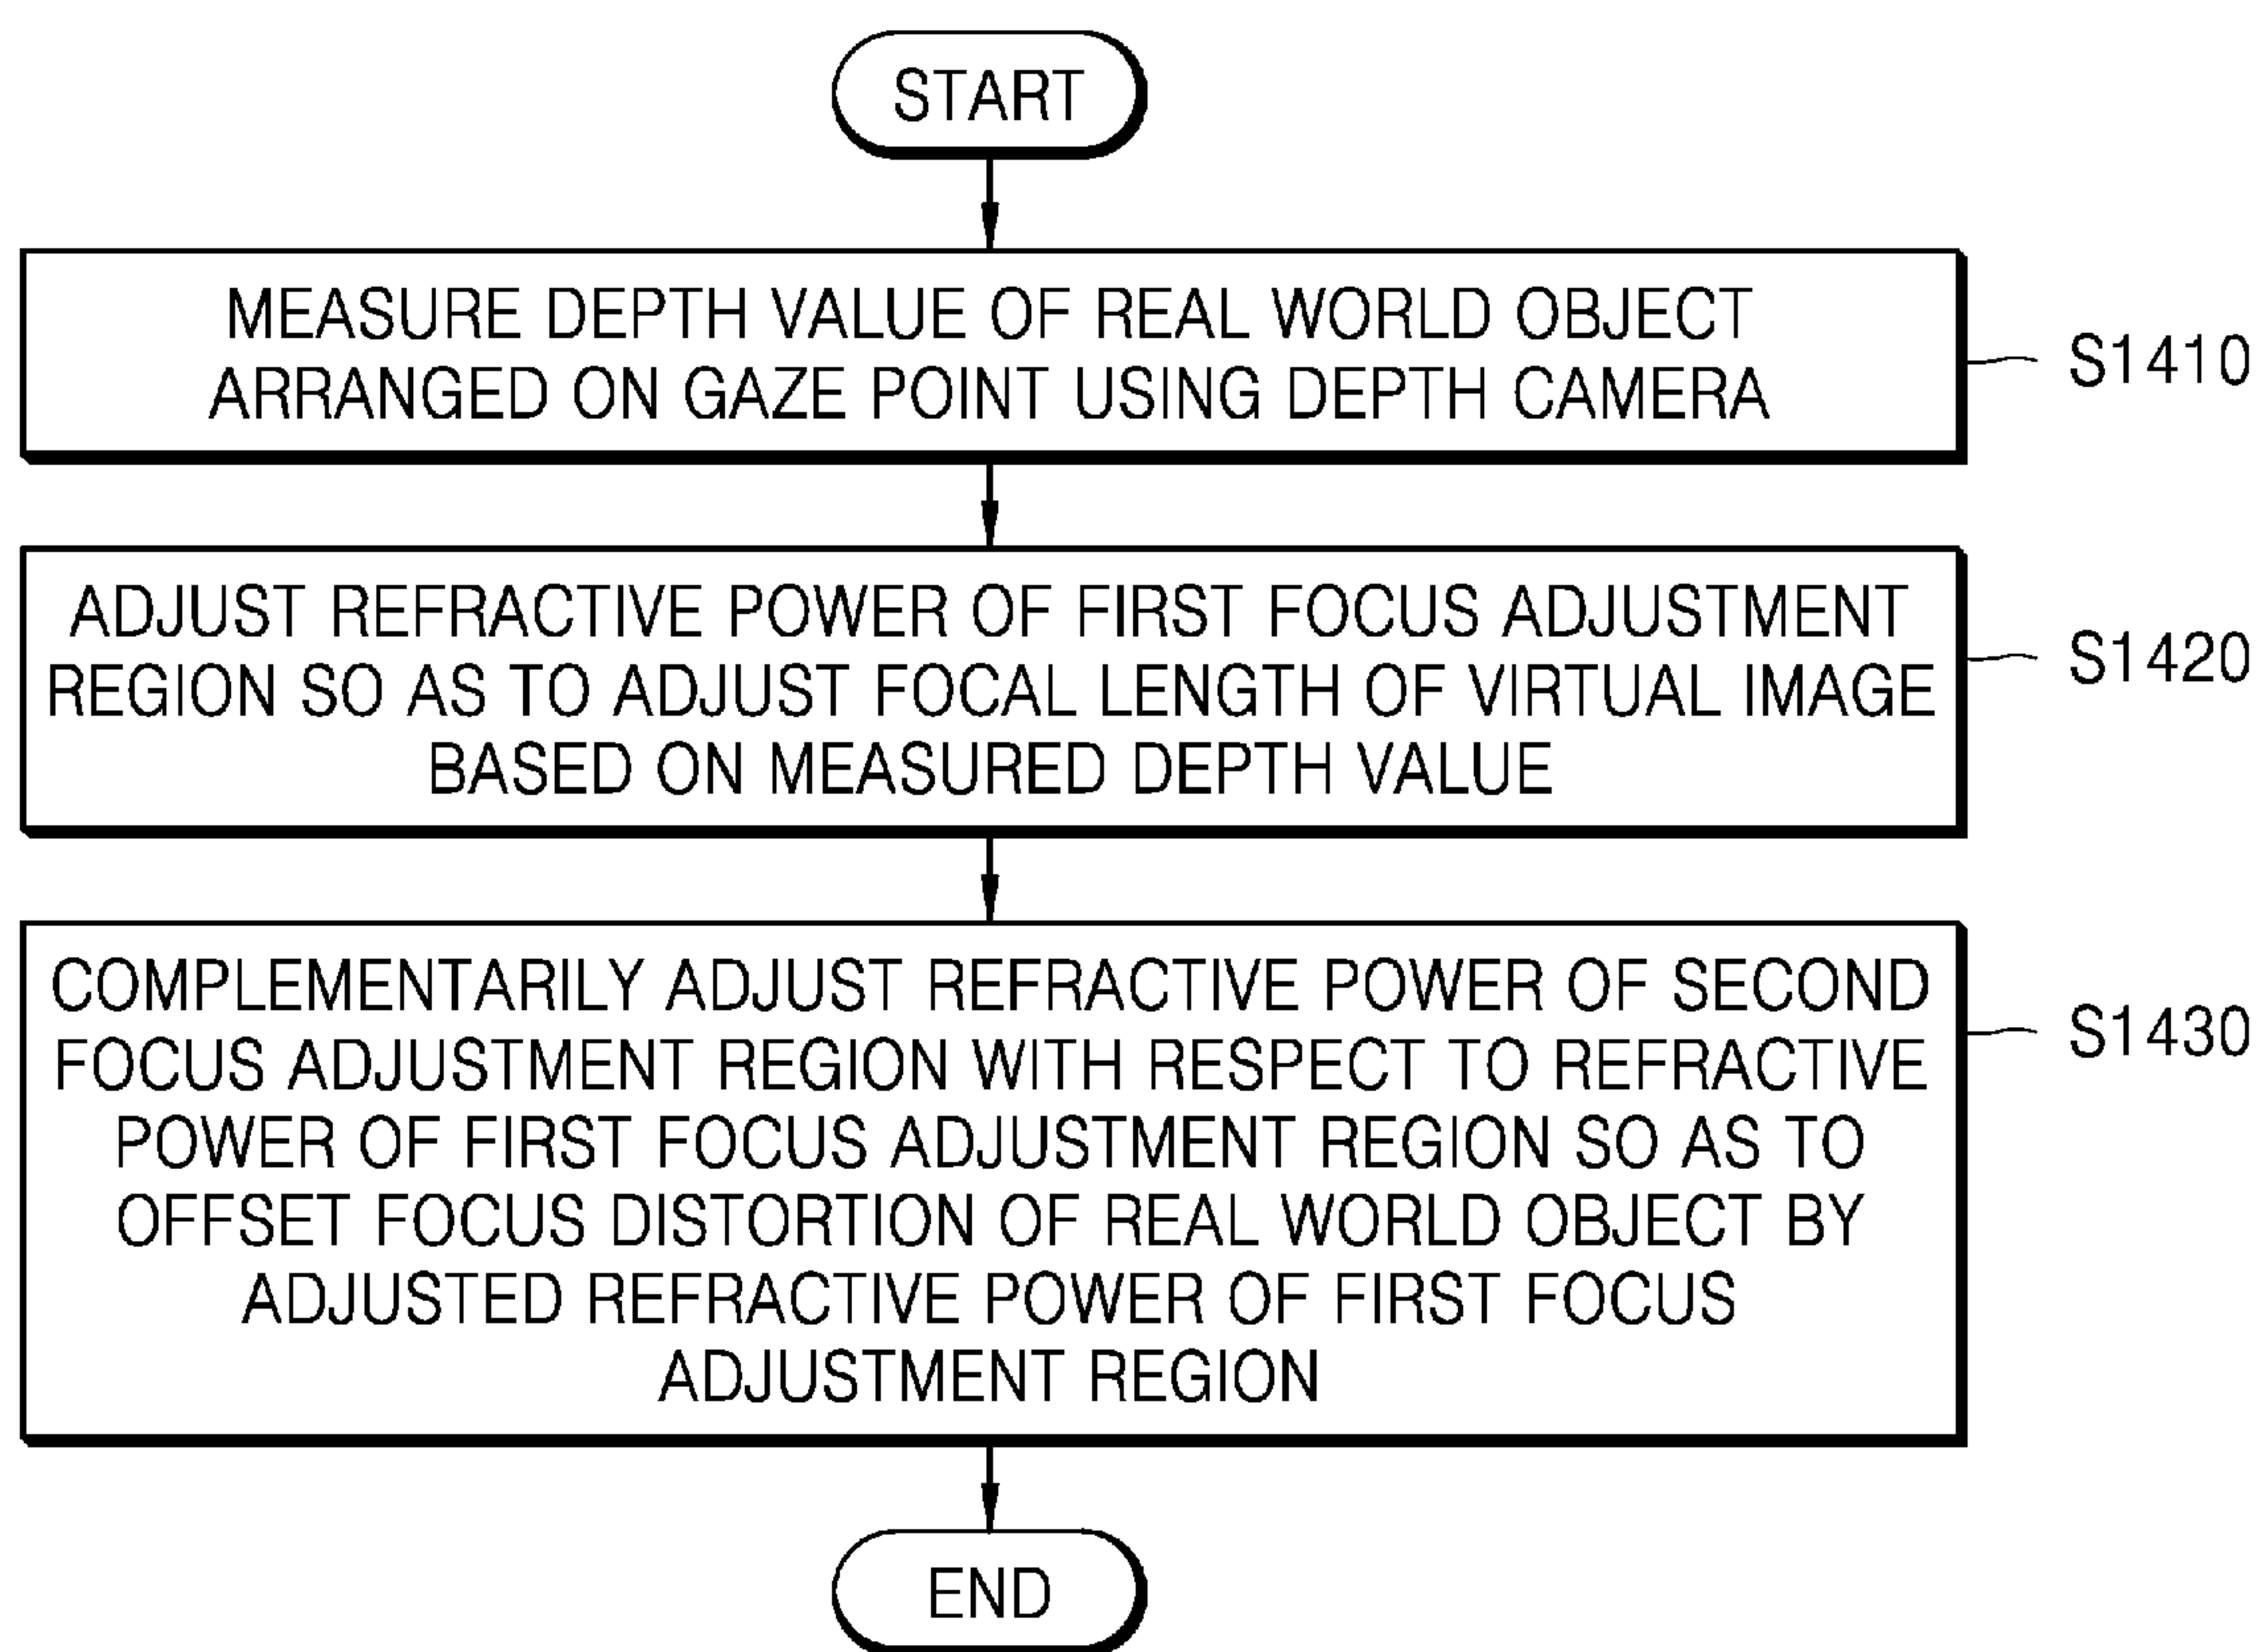 START
MEASURE DEPTH VALUE OF REAL WORLD OBJECT
ARRANGED ON GAZE POINT USING DEPTH CAMERA
S1410
ADJUST REFRACTIVE POWER OF FIRST FOCUS ADJUSTMENT
REGION SO AS TO ADJUST FOCAL LENGTH OF VIRTUAL IMAGE
BASED ON MEASURED DEPTH VALUE
S1420
COMPLEMENTARILY ADJUST REFRACTIVE POWER OF SECOND
FOCUS ADJUSTMENT REGION WITH RESPECT TO REFRACTIVE
POWER OF FIRST FOCUS ADJUSTMENT REGION SO AS TO
OFFSET FOCUS DISTORTION OF REAL WORLD OBJECT BY
ADJUSTED REFRACTIVE POWER OF FIRST FOCUS
ADJUSTMENT REGION
S1430
END